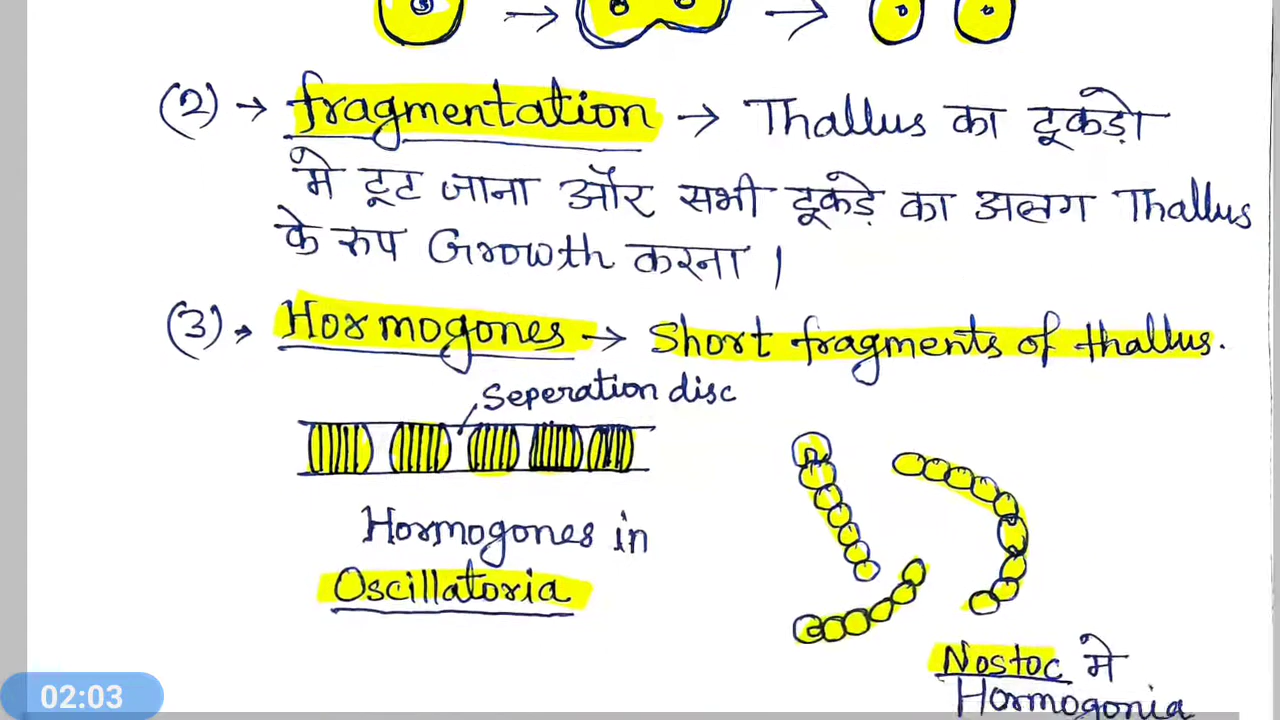 (2) → fragmentation → Thallus का टूकड़ो
मे टूट जाना और सभी टूकड़े का अलग Thallus
के रुप Growth करना ।
(3) → Hormogones → Short fragments of thallus.
Seperation disc
Hormogones in
Oscillatoria
Nostoc मे
Hormogonia
02:03